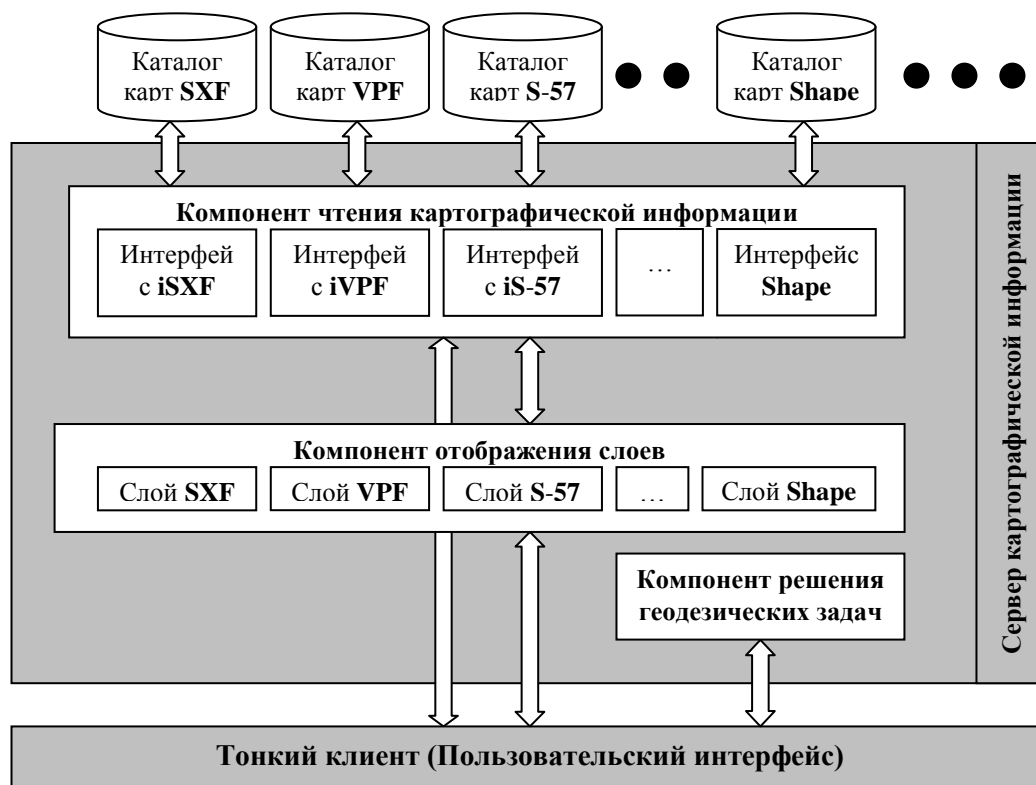 Каталог
карт SXF
Каталог
карт VPF
Каталог
карт S-57
Каталог
карт Shape
Компонент чтения картографической информации
Интерфей
с iSXF
Интерфей
с iVPF
Интерфей
с iS-57
…
Интерфейс
Shape
Компонент отображения слоев
Слой SXF
Слой VPF
Слой S-57
…
Слой Shape
Компонент решения
геодезических задач
Сервер картографической информации
Тонкий клиент (Пользовательский интерфейс)